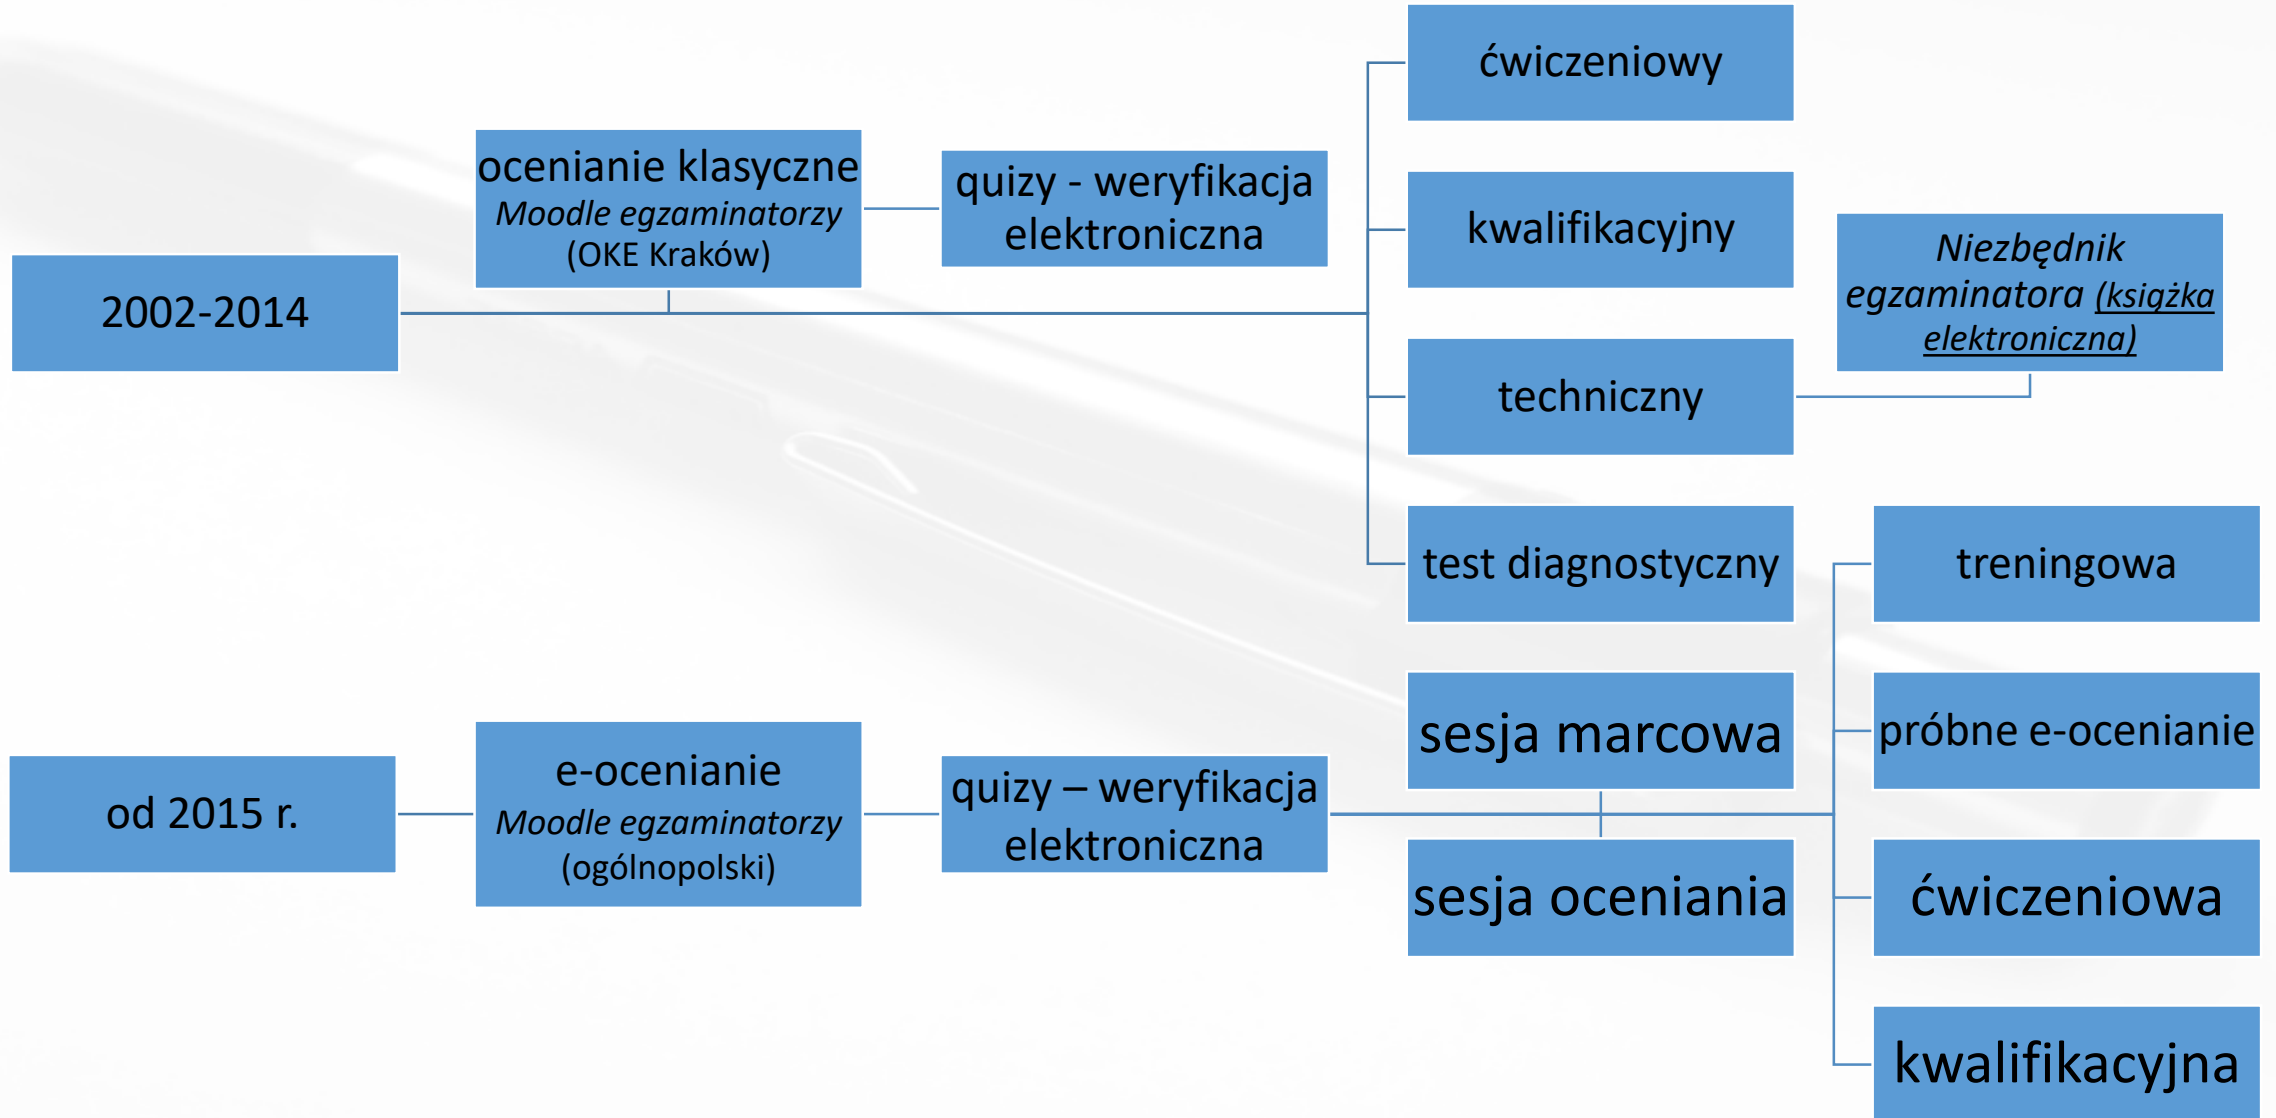 2002-2014
ocenianie klasyczne
Moodle egzaminatorzy
(OKE Kraków)
quizy - weryfikacja
elektroniczna
ćwiczeniowy
kwalifikacyjny
techniczny
test diagnostyczny
Niezbędnik
egzaminatora (książka
elektroniczna)
od 2015 r.
e-ocenianie
Moodle egzaminatorzy
(ogólnopolski)
quizy – weryfikacja
elektroniczna
sesja marcowa
sesja oceniania
treningowa
próbne e-ocenianie
ćwiczeniowa
kwalifikacyjna